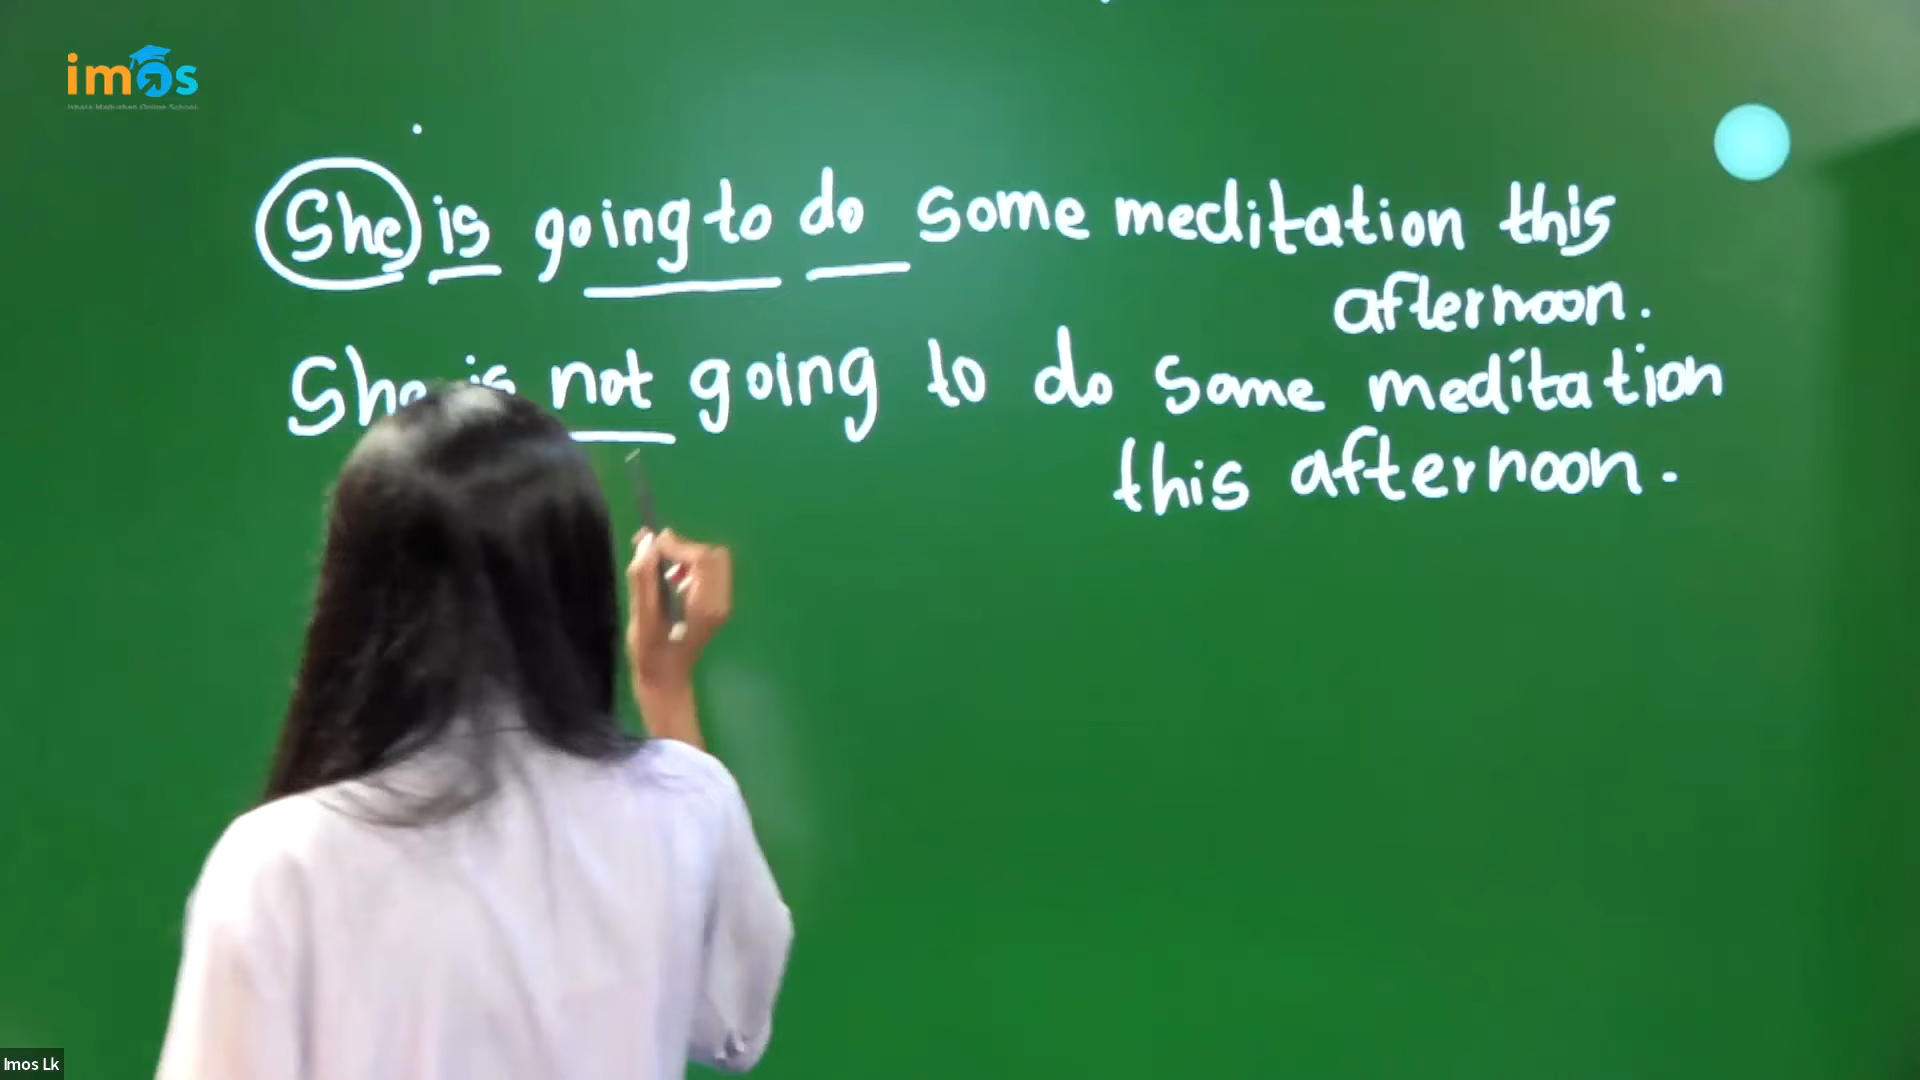 imos
She is going to do some meditation this
afternoon.
She is not going to do some meditation
this afternoon.
Imos Lk